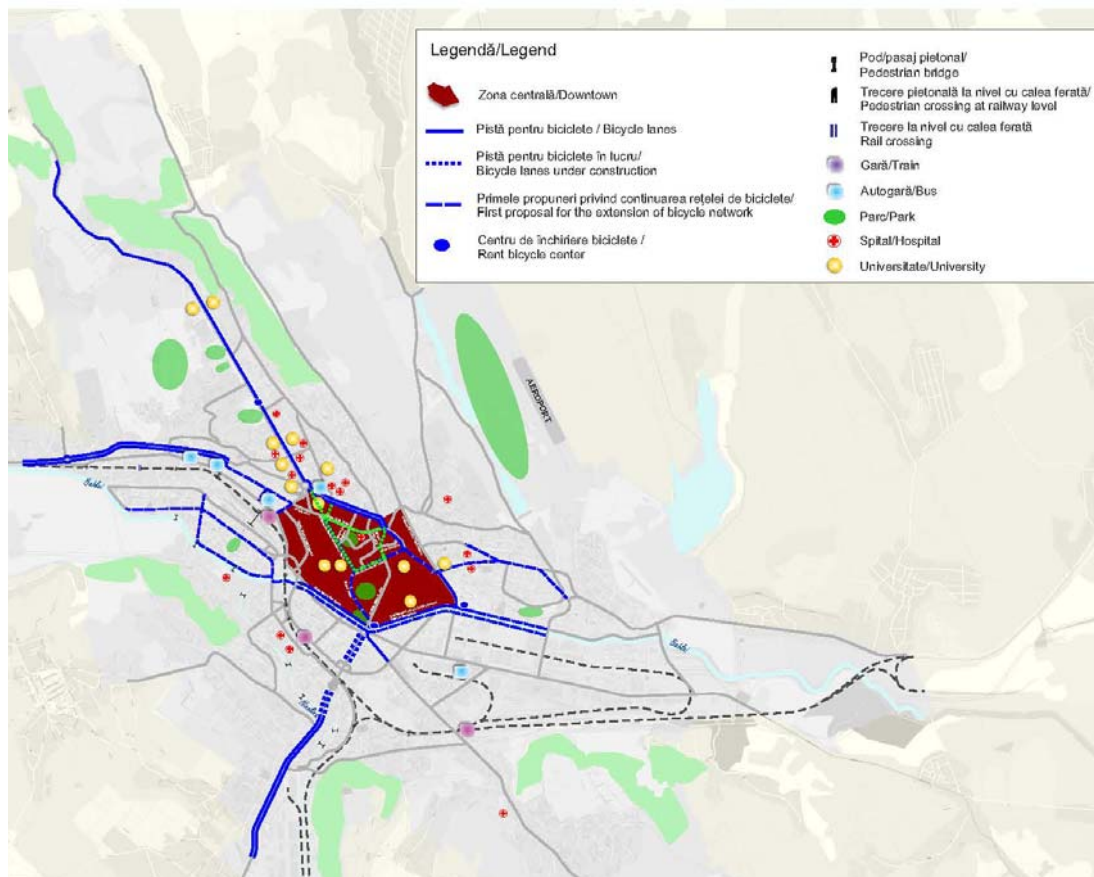 Legendă/Legend
Zona centrală/Downtown
Pistă pentru biciclete / Bicycle lanes
Pistă pentru biciclete în lucru/
Bicycle lanes under construction
Primele propuneri privind continuarea rețelei de biciclete/
First proposal for the extension of bicycle network
Centru de închiriere biciclete /
Rent bicycle center
Pod/pasaj pietonal/
Pedestrian bridge
Trecere pietonală la nivel cu calea ferată/
Pedestrian crossing at railway level
Trecere la nivel cu calea ferată
Rail crossing
Gară/Train
Autogară/Bus
Parc/Park
Spital/Hospital
Universitate/University
AEROPORT